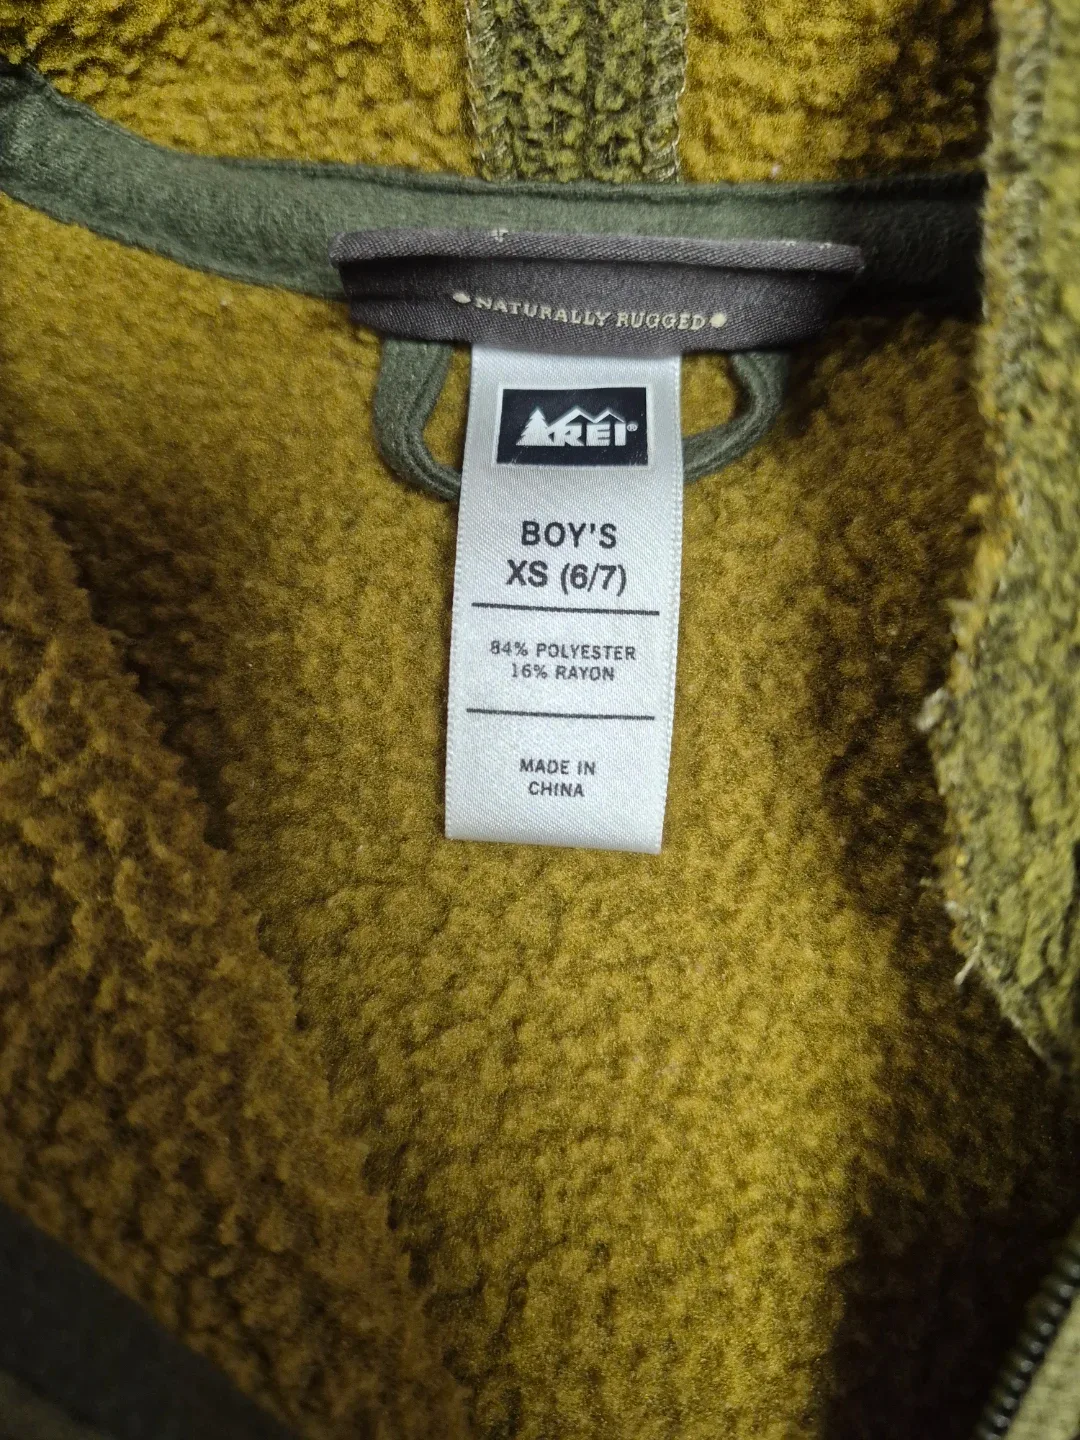 NATURALLY RUGGED
REI®
BOY'S
XS (6/7)
84% POLYESTER
16% RAYON
MADE IN
CHINA